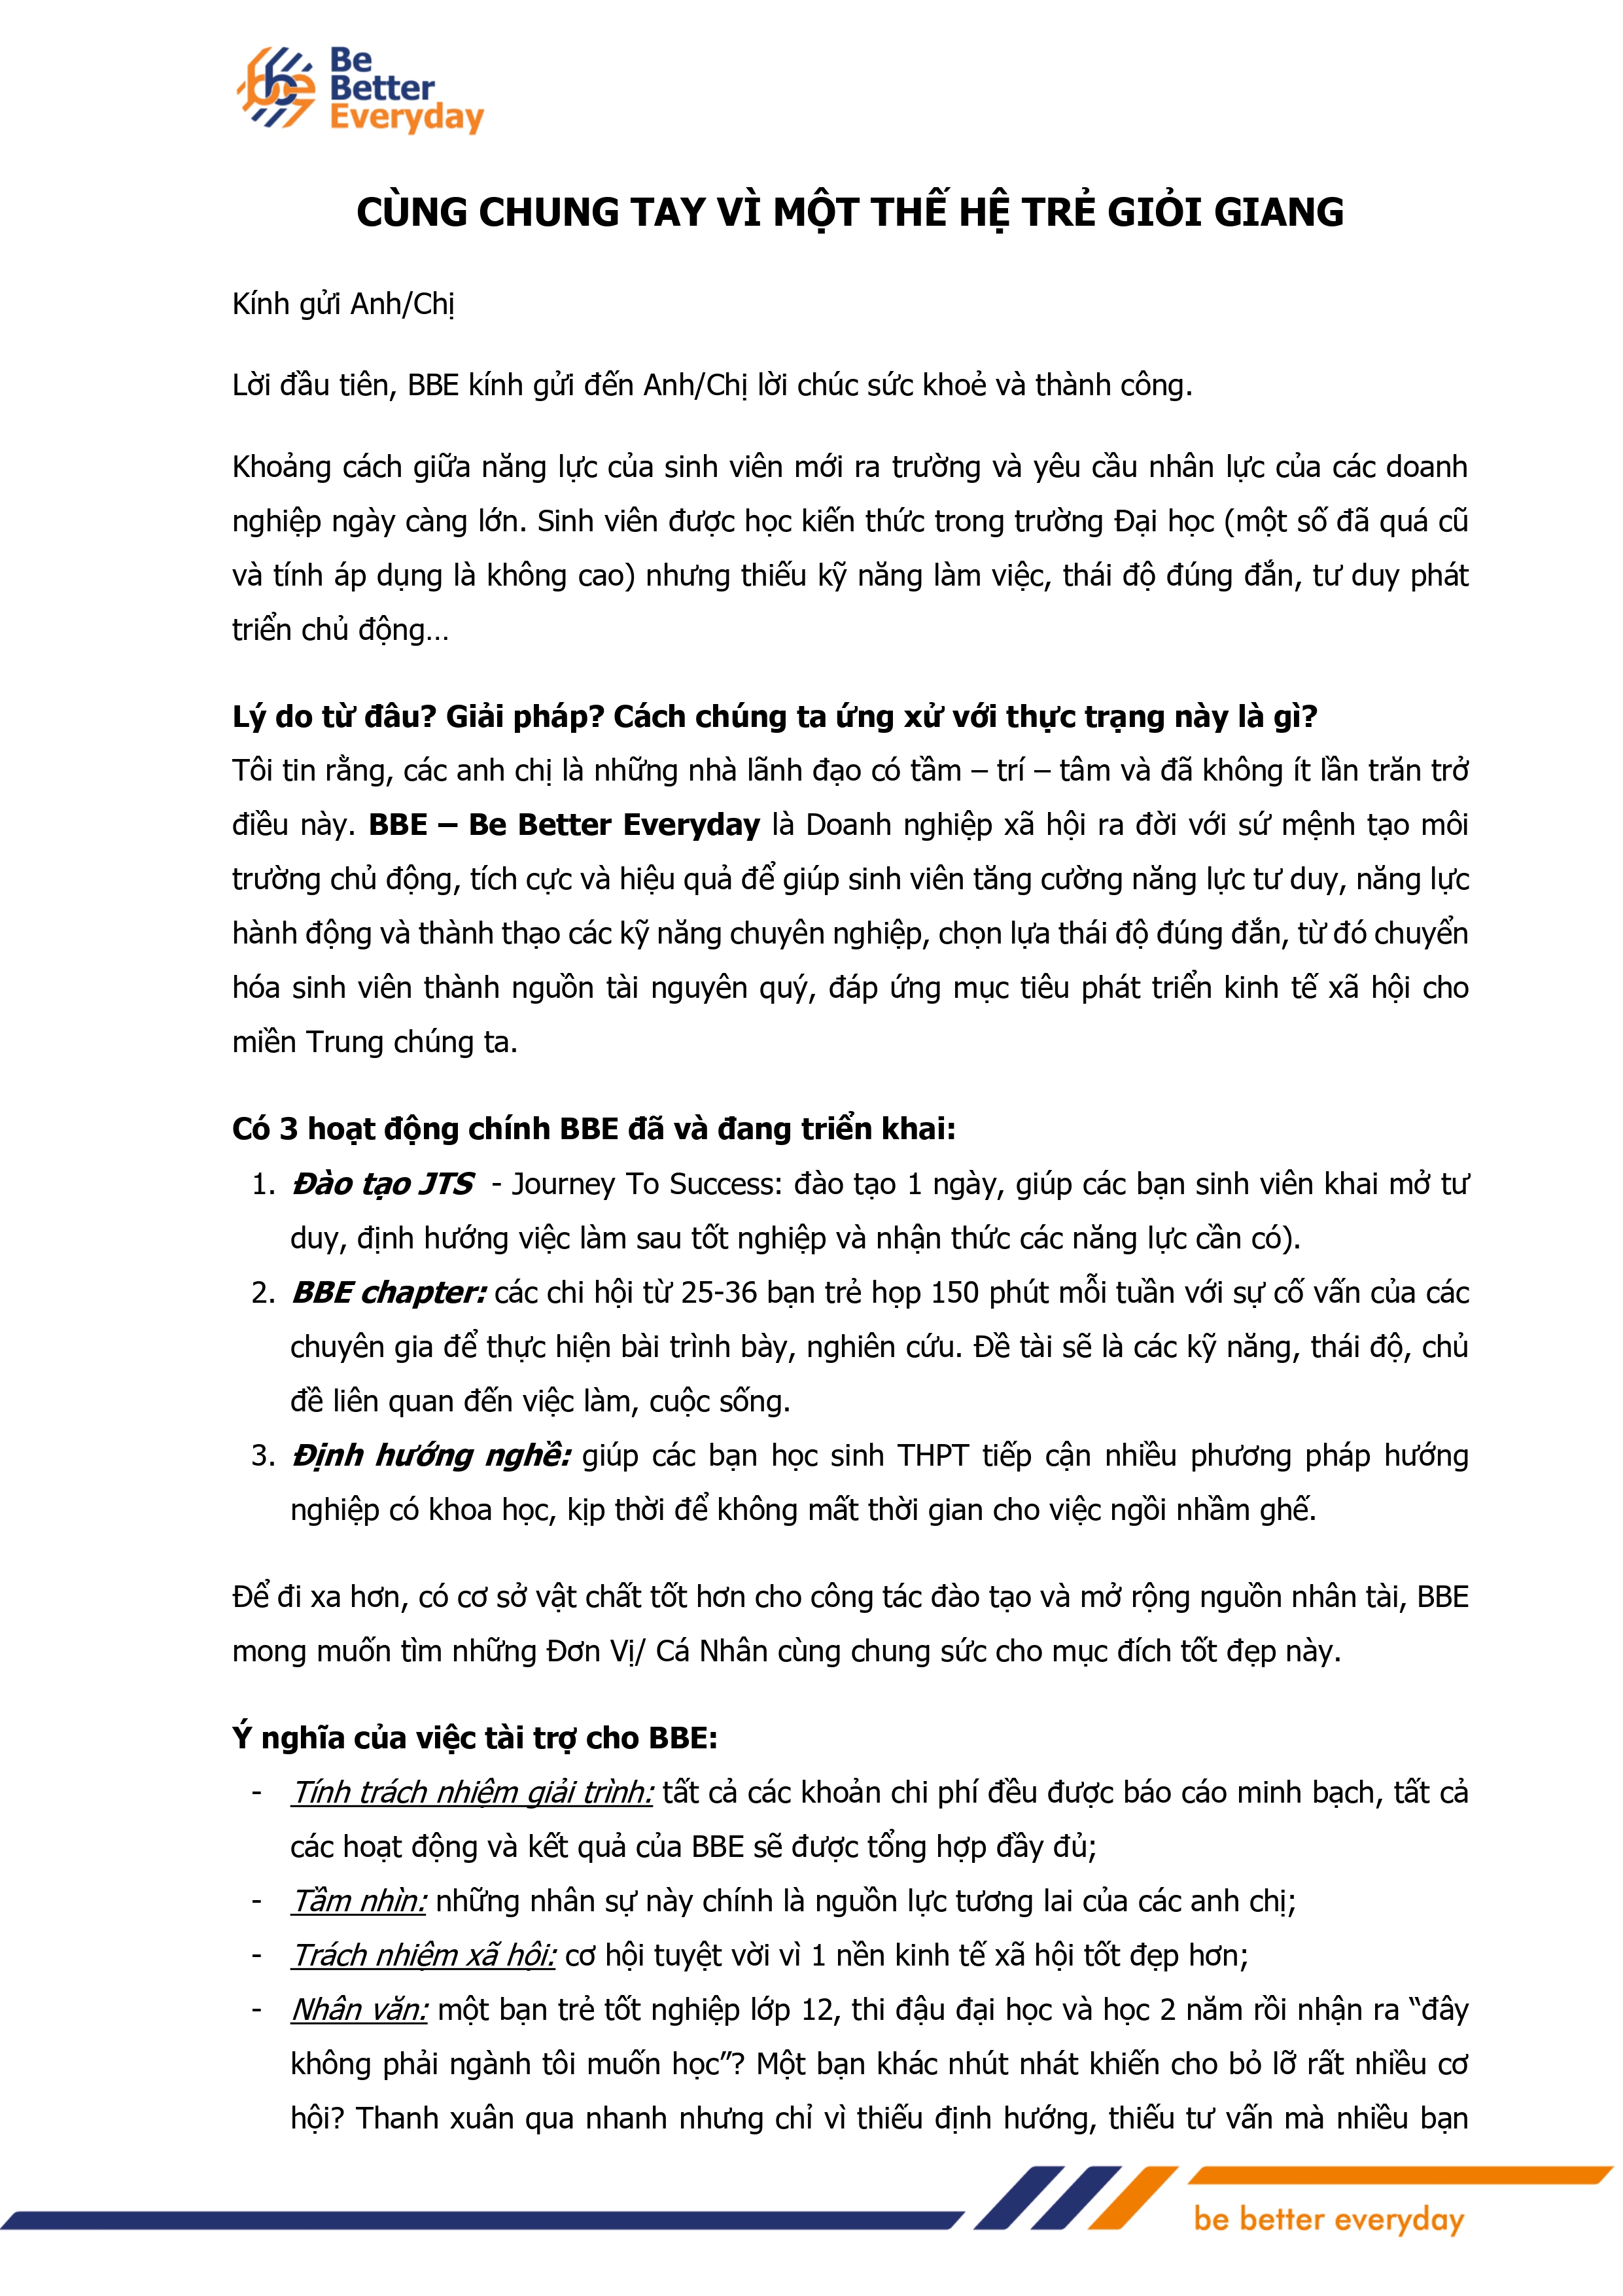 Be
Better
Everyday
CÙNG CHUNG TAY VÌ MỘT THẾ HỆ TRẺ GIỎI GIANG
Kính gửi Anh/Chị
Lời đầu tiên, BBE kính gửi đến Anh/Chị lời chúc sức khoẻ và thành công.
Khoảng cách giữa năng lực của sinh viên mới ra trường và yêu cầu nhân lực của các doanh
nghiệp ngày càng lớn. Sinh viên được học kiến thức trong trường Đại học (một số đã quá cũ
và tính áp dụng là không cao) nhưng thiếu kỹ năng làm việc, thái độ đúng đắn, tư duy phát
triển chủ động…
Lý do từ đâu? Giải pháp? Cách chúng ta ứng xử với thực trạng này là gì?
Tôi tin rằng, các anh chị là những nhà lãnh đạo có tầm – trí – tâm và đã không ít lần trăn trở
điều này. BBE – Be Better Everyday là Doanh nghiệp xã hội ra đời với sứ mệnh tạo môi
trường chủ động, tích cực và hiệu quả để giúp sinh viên tăng cường năng lực tư duy, năng lực
hành động và thành thạo các kỹ năng chuyên nghiệp, chọn lựa thái độ đúng đắn, từ đó chuyển
hóa sinh viên thành nguồn tài nguyên quý, đáp ứng mục tiêu phát triển kinh tế xã hội cho
miền Trung chúng ta.
Có 3 hoạt động chính BBE đã và đang triển khai:
1. Đào tạo JTS - Journey To Success: đào tạo 1 ngày, giúp các bạn sinh viên khai mở tư
duy, định hướng việc làm sau tốt nghiệp và nhận thức các năng lực cần có).
2. BBE chapter: các chi hội từ 25-36 bạn trẻ họp 150 phút mỗi tuần với sự cố vấn của các
chuyên gia để thực hiện bài trình bày, nghiên cứu. Đề tài sẽ là các kỹ năng, thái độ, chủ
đề liên quan đến việc làm, cuộc sống.
3. Định hướng nghề: giúp các bạn học sinh THPT tiếp cận nhiều phương pháp hướng
nghiệp có khoa học, kịp thời để không mất thời gian cho việc ngồi nhầm ghế.
Để đi xa hơn, có cơ sở vật chất tốt hơn cho công tác đào tạo và mở rộng nguồn nhân tài, BBE
mong muốn tìm những Đơn Vị/ Cá Nhân cùng chung sức cho mục đích tốt đẹp này.
Ý nghĩa của việc tài trợ cho BBE:
- Tính trách nhiệm giải trình: tất cả các khoản chi phí đều được báo cáo minh bạch, tất cả
các hoạt động và kết quả của BBE sẽ được tổng hợp đầy đủ;
- Tầm nhìn: những nhân sự này chính là nguồn lực tương lai của các anh chị;
- Trách nhiệm xã hội: cơ hội tuyệt vời vì 1 nền kinh tế xã hội tốt đẹp hơn;
- Nhân văn: một bạn trẻ tốt nghiệp lớp 12, thi đậu đại học và học 2 năm rồi nhận ra “đây
không phải ngành tôi muốn học”? Một bạn khác nhút nhát khiến cho bỏ lỡ rất nhiều cơ
hội? Thanh xuân qua nhanh nhưng chỉ vì thiếu định hướng, thiếu tư vấn mà nhiều bạn
be better everyday